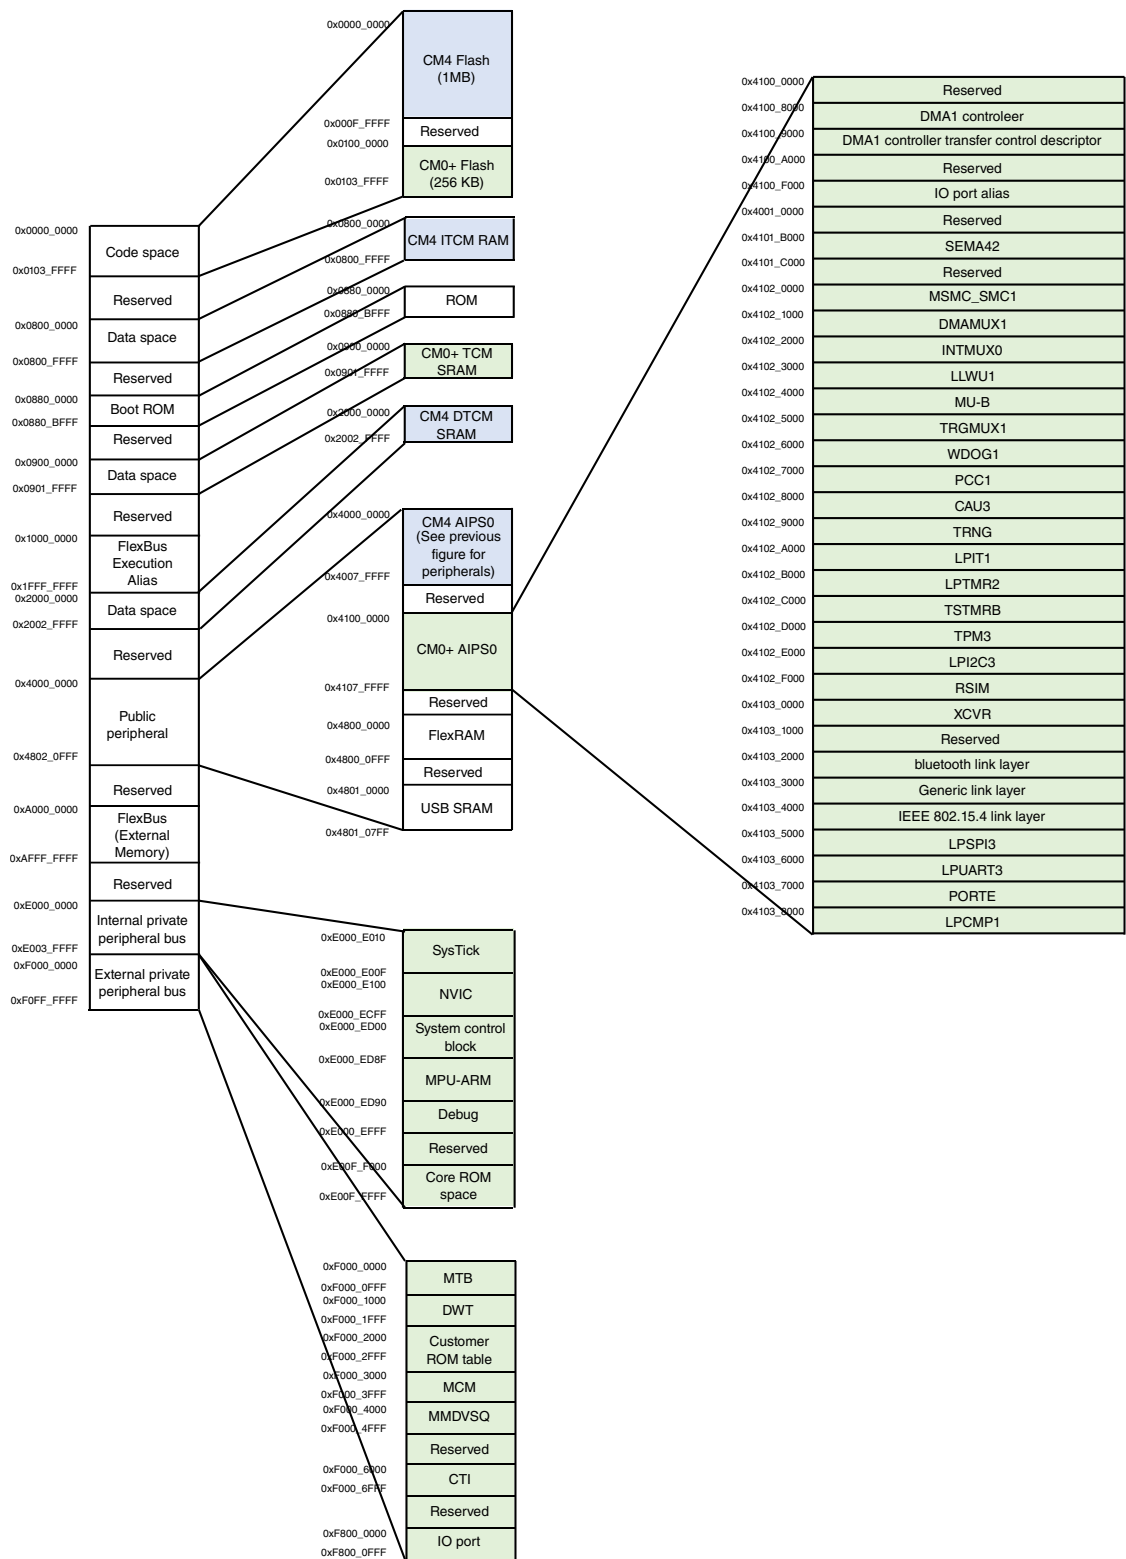 0x0000_0000
Code space
0x0103_FFFF
Reserved
0x0800_0000
Data space
0x0800_FFFF
Reserved
0x0880_0000
Boot ROM
0x0880_BFFF
Reserved
0x0900_0000
Data space
0x0901_FFFF
Reserved
0x1000_0000
FlexBus
Execution
Alias
0x1FFF_FFFF
0x2000_0000
Data space
0x2002_FFFF
Reserved
0x4000_0000
Public
peripheral
0x4802_0FFF
Reserved
0xA000_0000
FlexBus
(External
Memory)
0xAFFF_FFFF
Reserved
0xE000_0000
Internal private
peripheral bus
0xE003_FFFF
0xF000_0000
External private
peripheral bus
0xF0FF_FFFF
0x0000_0000
CM4 Flash
(1MB)
0x000F_FFFF
Reserved
0x0100_0000
CM0+ Flash
(256 KB)
0x0103_FFFF
0x0800_0000
CM4 ITCM RAM
0x0800_FFFF
0x0880_0000
ROM
0x0880_BFFF
0x0900_0000
CM0+ TCM
SRAM
0x0901_FFFF
0x2000_0000
CM4 DTCM
SRAM
0x2002_FFFF
0x4000_0000
CM4 AIPS0
(See previous
figure for
peripherals)
0x4007_FFFF
Reserved
0x4100_0000
CM0+ AIPS0
0x4107_FFFF
Reserved
0x4800_0000
FlexRAM
0x4800_0FFF
Reserved
0x4801_0000
USB SRAM
0x4801_07FF
0xE000_E010
SysTick
0xE000_E00F
0xE000_E100
NVIC
0xE000_ECFF
0xE000_ED00
System control
block
0xE000_ED8F
MPU-ARM
0xE000_ED90
Debug
0xE000_EFFF
Reserved
0xE00F_F000
Core ROM
space
0xE00F_FFFF
0xF000_0000
MTB
0xF000_0FFF
0xF000_1000
DWT
0xF000_1FFF
0xF000_2000
Customer
ROM table
0xF000_2FFF
0xF000_3000
MCM
0xF000_3FFF
0xF000_4000
MMDVSQ
0xF000_4FFF
Reserved
0xF000_6000
CTI
0xF000_6FFF
Reserved
0xF800_0000
IO port
0xF800_0FFF
0x4100_0000
Reserved
0x4100_8000
DMA1 controleer
0x4100_9000
DMA1 controller transfer control descriptor
0x4100_A000
Reserved
0x4100_F000
IO port alias
0x4001_0000
Reserved
0x4101_B000
SEMA42
0x4101_C000
Reserved
0x4102_0000
MSMC_SMC1
0x4102_1000
DMAMUX1
0x4102_2000
INTMUX0
0x4102_3000
LLWU1
0x4102_4000
MU-B
0x4102_5000
TRGMUX1
0x4102_6000
WDOG1
0x4102_7000
PCC1
0x4102_8000
CAU3
0x4102_9000
TRNG
0x4102_A000
LPIT1
0x4102_B000
LPTMR2
0x4102_C000
TSTMRB
0x4102_D000
TPM3
0x4102_E000
LPI2C3
0x4102_F000
RSIM
0x4103_0000
XCVR
0x4103_1000
Reserved
0x4103_2000
bluetooth link layer
0x4103_3000
Generic link layer
0x4103_4000
IEEE 802.15.4 link layer
0x4103_5000
LPSPI3
0x4103_6000
LPUART3
0x4103_7000
PORTE
0x4103_8000
LPCMP1